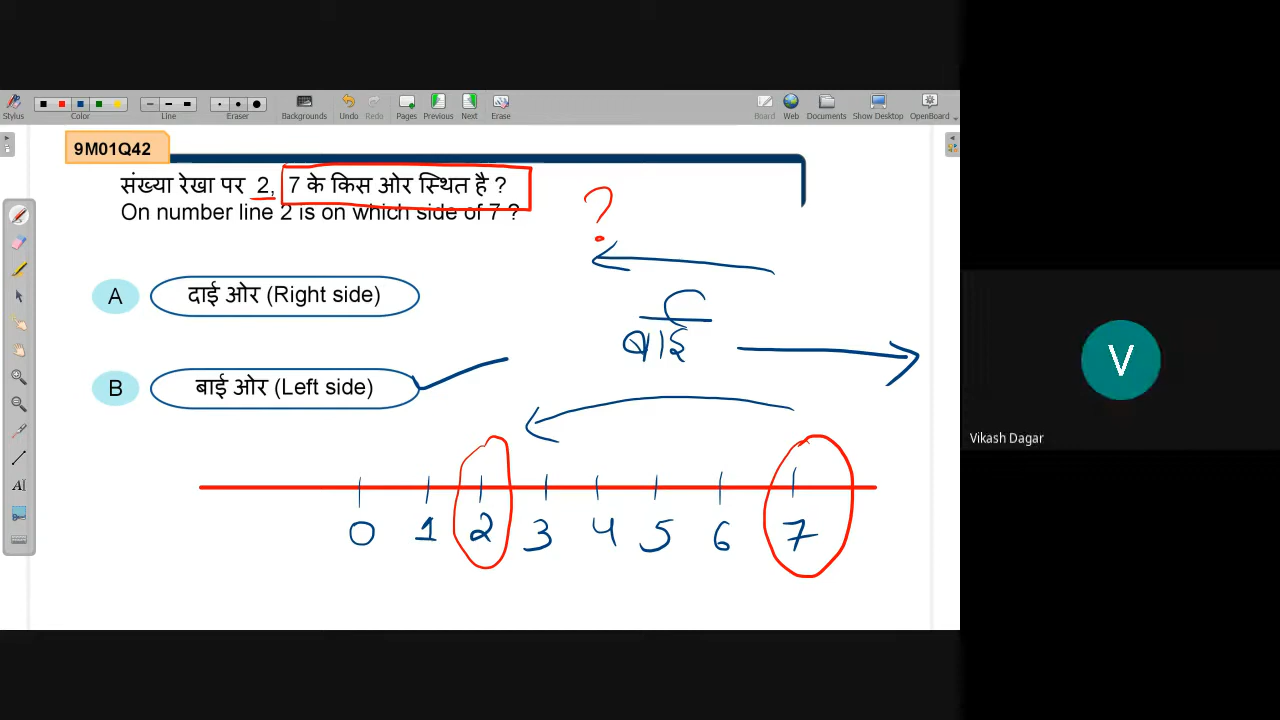 Stylus
Color
Line
Eraser
Backgrounds
Undo
Redo
Pages
Previous
Next
Erase
Board
Web
Documents
Show Desktop
OpenBoard
9M01Q42
संख्या रेखा पर 2, 7 के किस ओर स्थित है ?
On number line 2 is on which side of 7 ?
?
A दाई ओर (Right side)
बाई
B बाई ओर (Left side)
0 1 2 3 4 5 6 7
V
Vikash Dagar